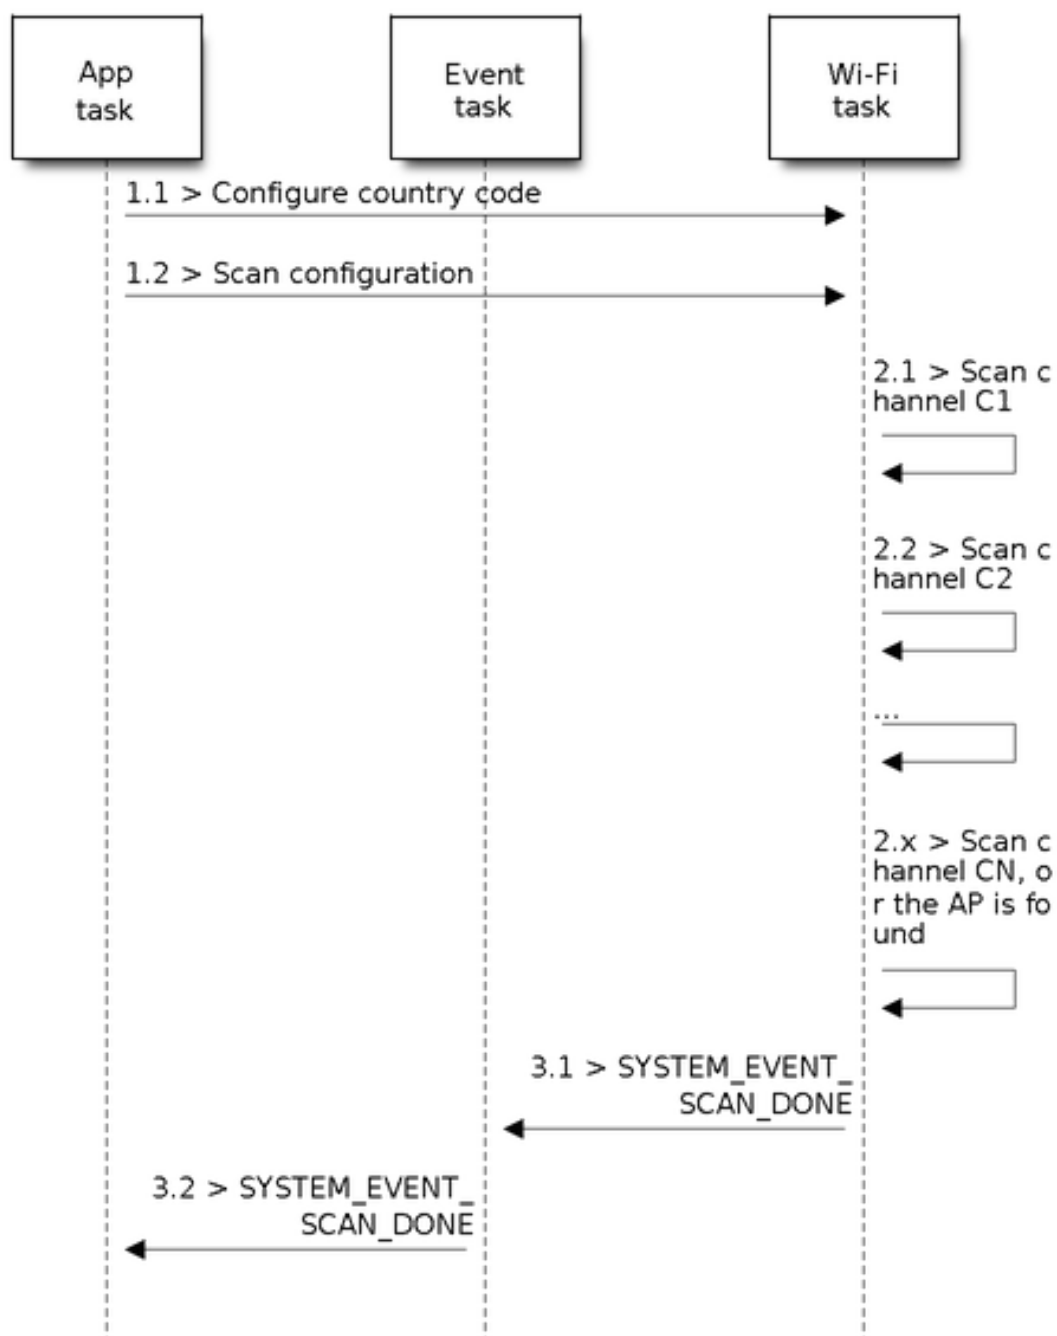 App
task
Event
task
Wi-Fi
task
1.1 > Configure country code
1.2 > Scan configuration
2.1 > Scan c
hannel C1
2.2 > Scan c
hannel C2
...
2.x > Scan c
hannel CN, o
r the AP is fo
und
3.1 > SYSTEM_EVENT_
SCAN_DONE
3.2 > SYSTEM_EVENT_
SCAN_DONE